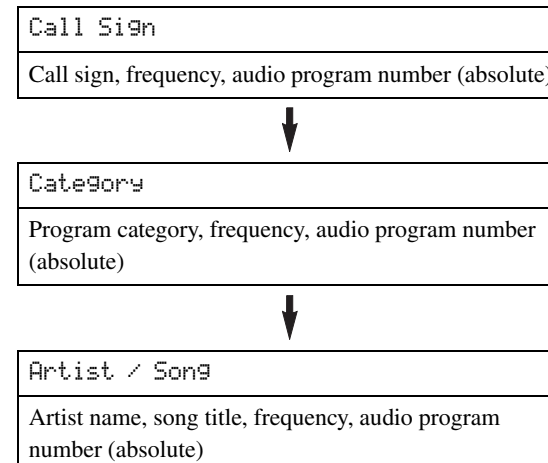 Call Sign
Call sign, frequency, audio program number (absolute)
Category
Program category, frequency, audio program number
(absolute)
Artist / Song
Artist name, song title, frequency, audio program
number (absolute)